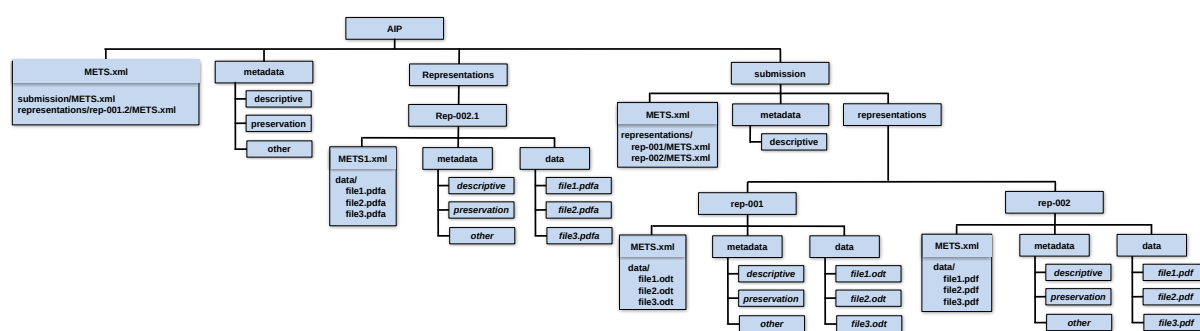 AIP
METS.xml
submission/METS.xml
representations/rep-001.2/METS.xml
metadata
descriptive
preservation
other
Representations
Rep-002.1
METS1.xml
data/
file1.pdfa
file2.pdfa
file3.pdfa
metadata
descriptive
preservation
other
data
file1.pdfa
file2.pdfa
file3.pdfa
submission
METS.xml
representations/
rep-001/METS.xml
rep-002/METS.xml
metadata
descriptive
representations
rep-001
METS.xml
data/
file1.odt
file2.odt
file3.odt
metadata
descriptive
preservation
other
data
file1.odt
file2.odt
file3.odt
rep-002
METS.xml
data/
file1.pdf
file2.pdf
file3.pdf
metadata
descriptive
preservation
other
data
file1.pdf
file2.pdf
file3.pdf